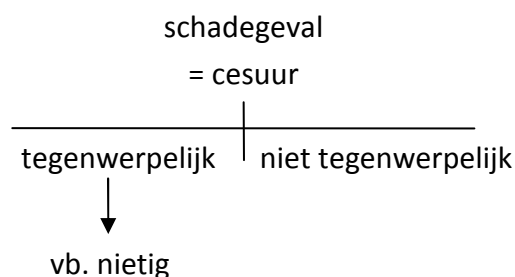 schadegeval
= cesuur
tegenwerpelijk niet tegenwerpelijk
vb. nietig